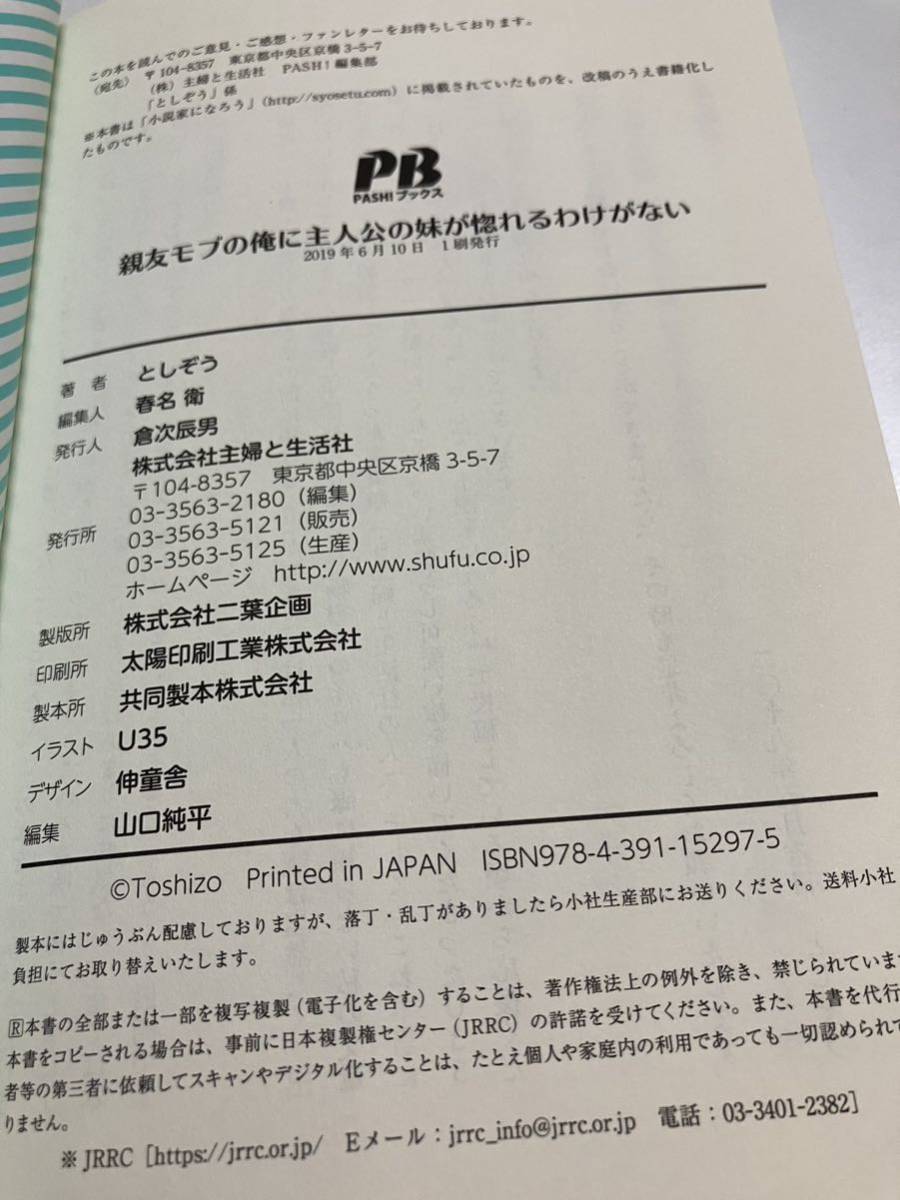 この本を読んでのご意見・ご感想・ファンレターをお待ちしております。
〈宛先〉 〒104-8357 東京都中央区京橋3-5-7
(株)主婦と生活社 PASH!編集部
「としぞう」係
※本書は「小説家になろう」(http://syosetu.com)に掲載されていたものを、改稿のうえ書籍化し
たものです。
PB
PASH!ブックス
親友モブの俺に主人公の妹が惚れるわけがない
2019年6月10日 1刷発行
著者 としぞう
編集人 春名 衛
発行人 倉次辰男
発行所 株式会社主婦と生活社
〒104-8357 東京都中央区京橋3-5-7
03-3563-2180(編集)
03-3563-5121(販売)
03-3563-5125(生産)
ホームページ http://www.shufu.co.jp
製版所 株式会社二葉企画
印刷所 太陽印刷工業株式会社
製本所 共同製本株式会社
イラスト U35
デザイン 伸童舎
編集 山口純平
©Toshizo Printed in JAPAN ISBN978-4-391-15297-5
製本にはじゅうぶん配慮しておりますが、落丁・乱丁がありましたら小社生産部にお送りください。送料小社
負担にてお取り替えいたします。
Ⓡ本書の全部または一部を複写複製(電子化を含む)することは、著作権法上の例外を除き、禁じられています
本書をコピーされる場合は、事前に日本複製権センター(JRRC)の許諾を受けてください。また、本書を代行
者等の第三者に依頼してスキャンやデジタル化することは、たとえ個人や家庭内の利用であっても一切認められて
りません。
※JRRC[https://jrrc.or.jp/ Eメール:jrrc_info@jrrc.or.jp 電話:03-3401-2382]